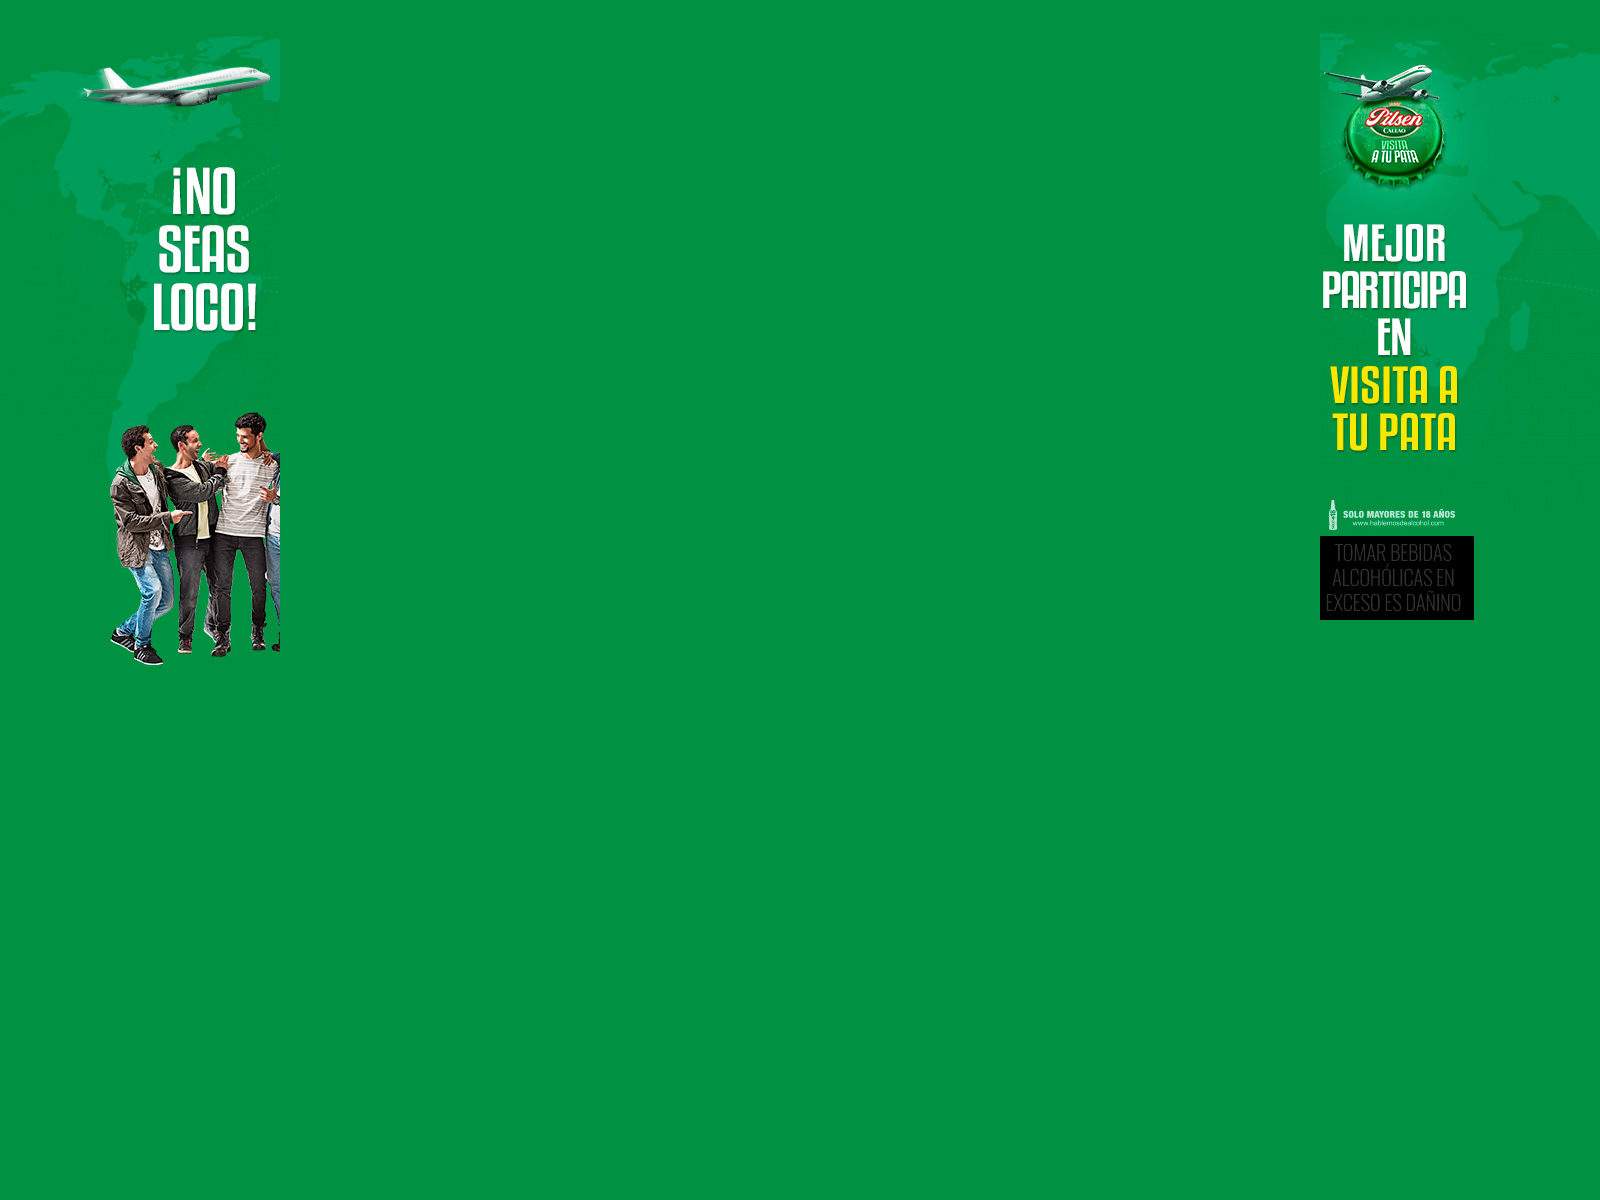 ¡NO
SEAS
LOCO!
Pilsen
CALLAO
VISITA
A TU PATA
MEJOR
PARTICIPA
EN
VISITA A
TU PATA
SOLO MAYORES DE 18 AÑOS
www.hablemosdealcohol.com
TOMAR BEBIDAS
ALCOHÓLICAS EN
EXCESO ES DAÑINO